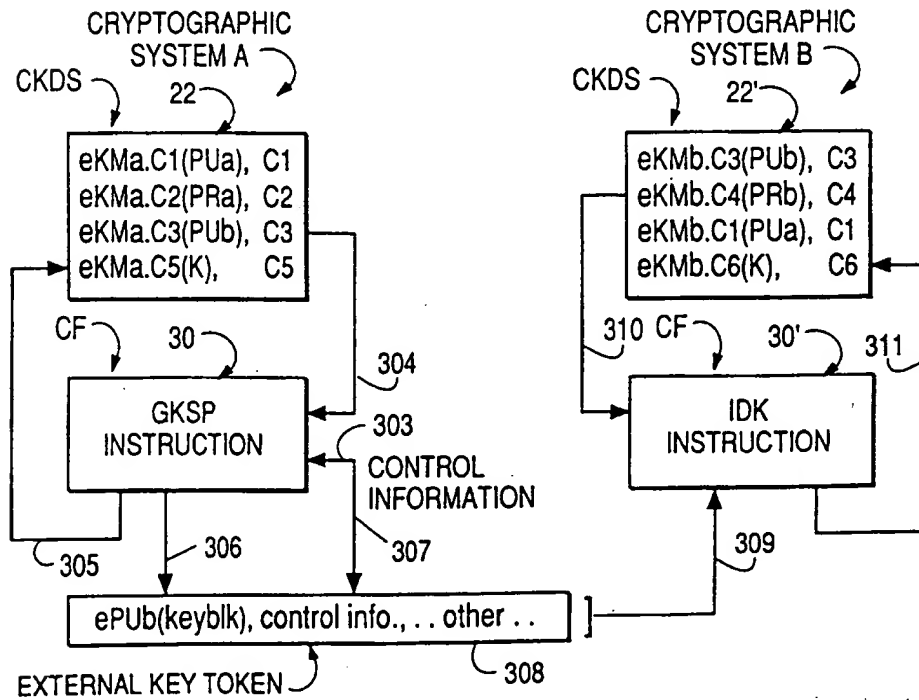 CRYPTOGRAPHIC
SYSTEM A
CKDS
22
eKMa.C1(PUa), C1
eKMa.C2(PRa), C2
eKMa.C3(PUb), C3
eKMa.C5(K), C5
CF
30
304
GKSP
INSTRUCTION
303
CONTROL
INFORMATION
305
306
307
CRYPTOGRAPHIC
SYSTEM B
CKDS
22'
eKMb.C3(PUb), C3
eKMb.C4(PRb), C4
eKMb.C1(PUa), C1
eKMb.C6(K), C6
310
CF
30'
311
IDK
INSTRUCTION
309
ePUb(keyblk), control info., . . other . .
EXTERNAL KEY TOKEN
308